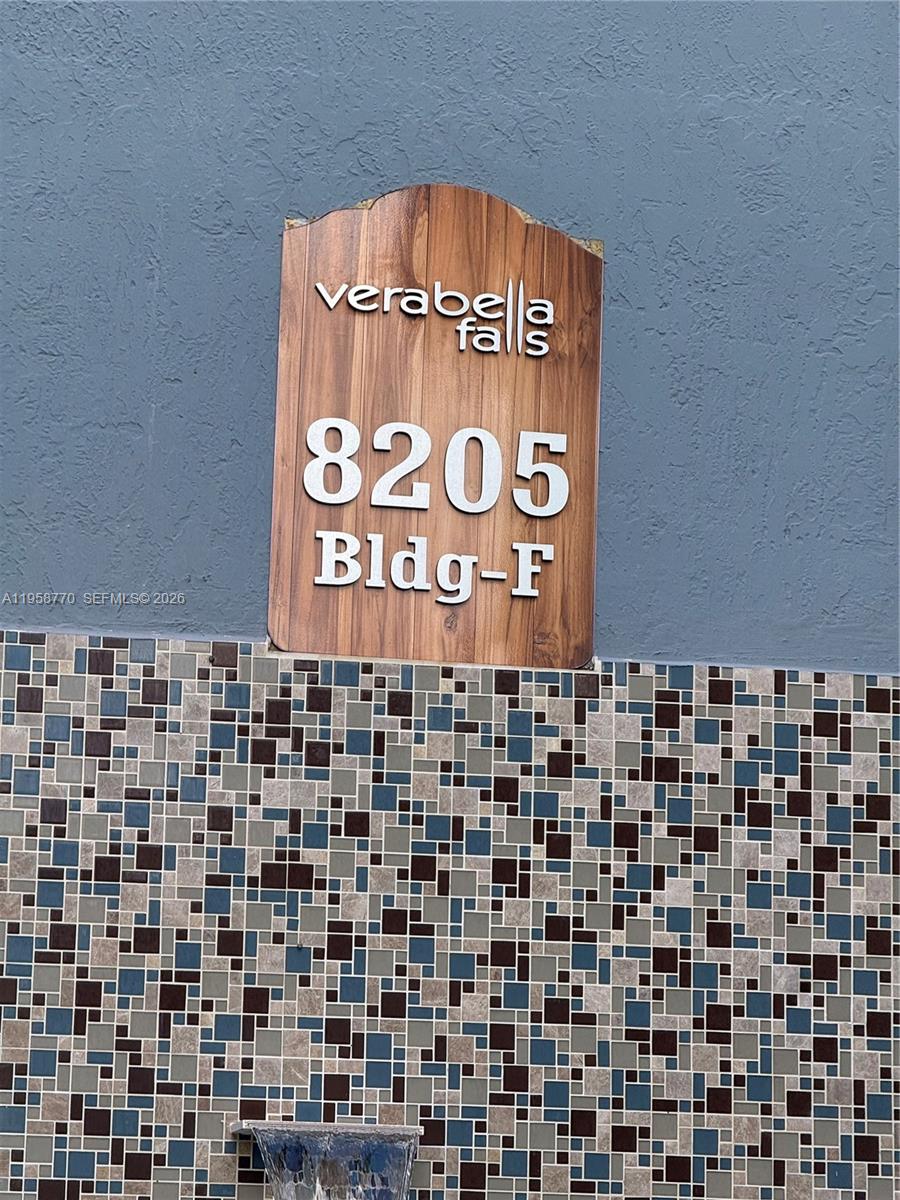 verabella
falls
8205
Bldg-F
A11958770 SEFMLS© 2026